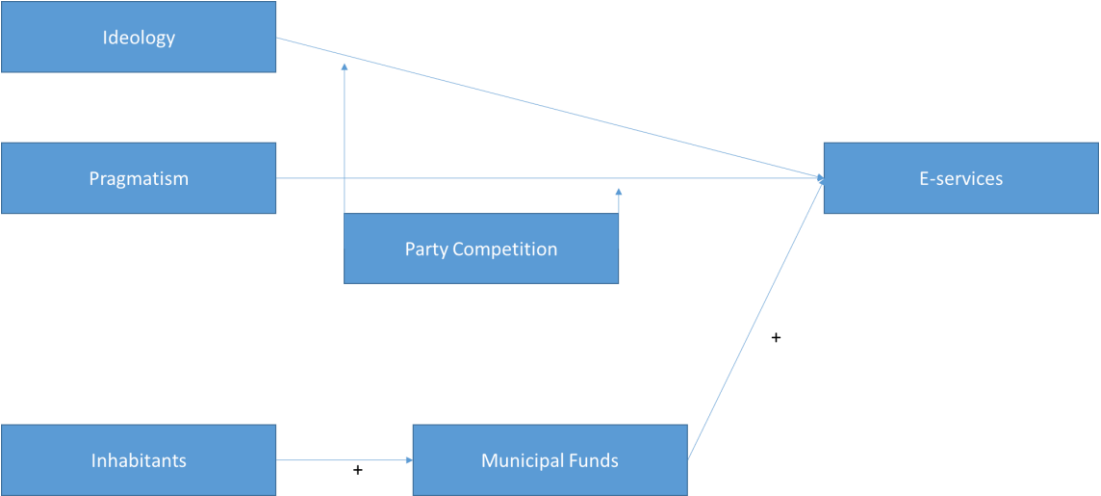 Ideology
Pragmatism
E-services
Party Competition
+
Inhabitants
Municipal Funds
+